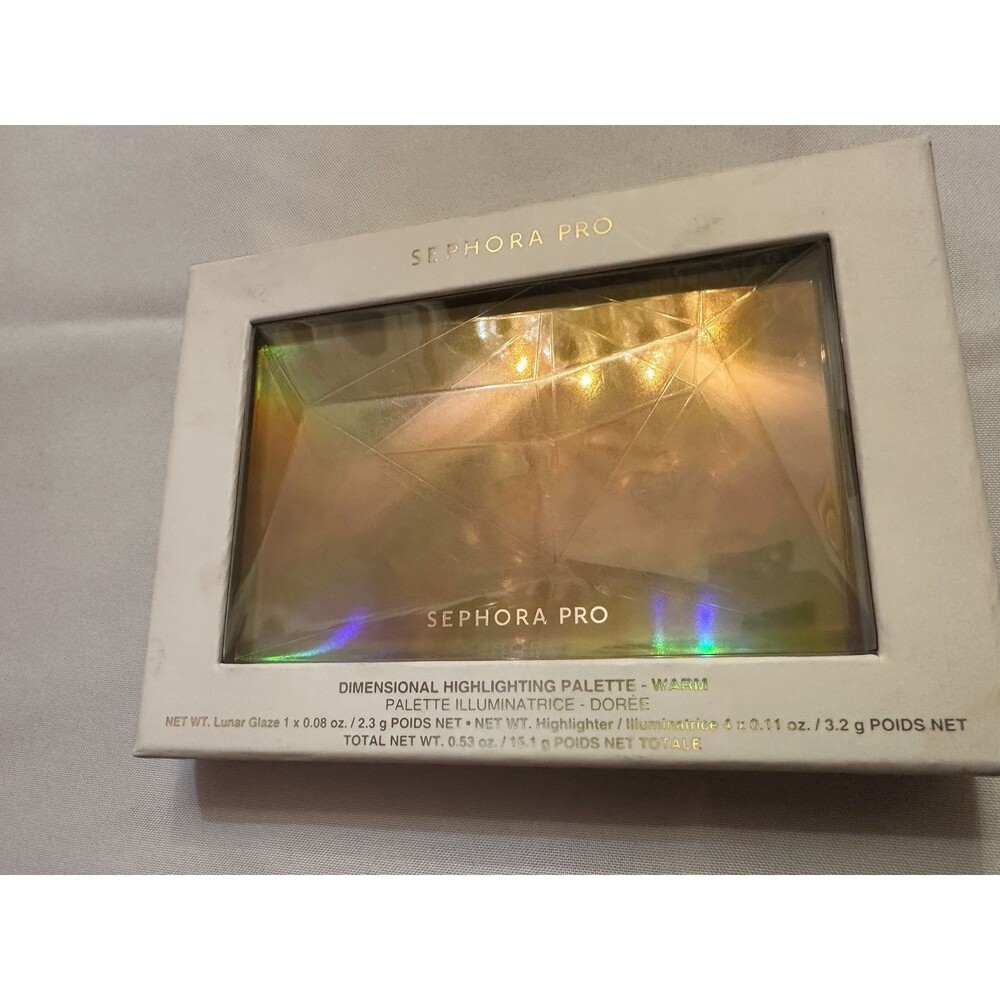 SEPHORA PRO
SEPHORA PRO
DIMENSIONAL HIGHLIGHTING PALETTE - WARM
PALETTE ILLUMINATRICE - DORÉE
NET WT. Lunar Glaze 1 x 0.08 oz. / 2.3 g POIDS NET • NET WT. Highlighter / Illuminatrice 4 x 0.11 oz. / 3.2 g POIDS NET
TOTAL NET WT. 0.53 oz. / 15.1 g POIDS NET TOTALE